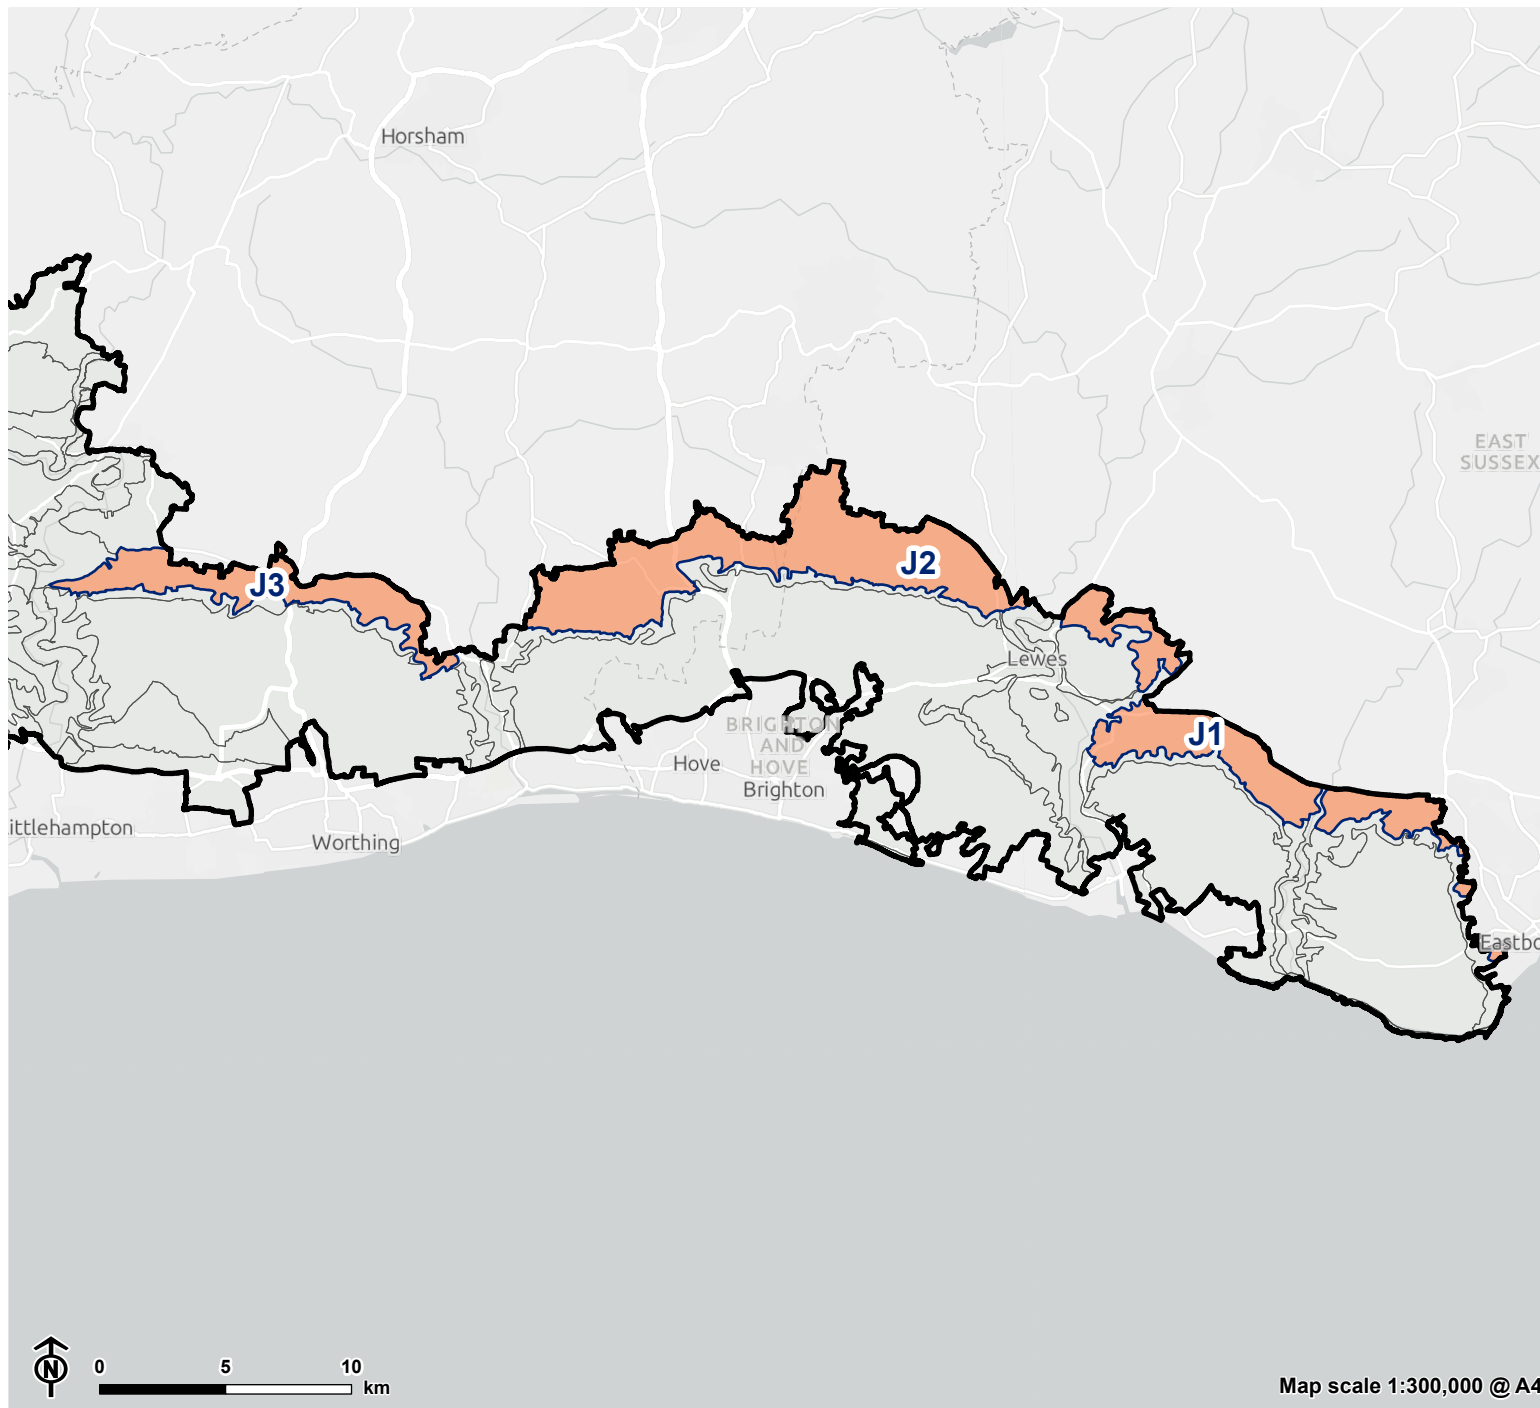 Horsham
EAST
SUSSEX
J2
J3
Lewes
BRIGHTON
AND
HOVE
J1
Hove
Brighton
ittlehampton
Worthing
Eastbo
N
0 5 10
km
Map scale 1:300,000 @ A4